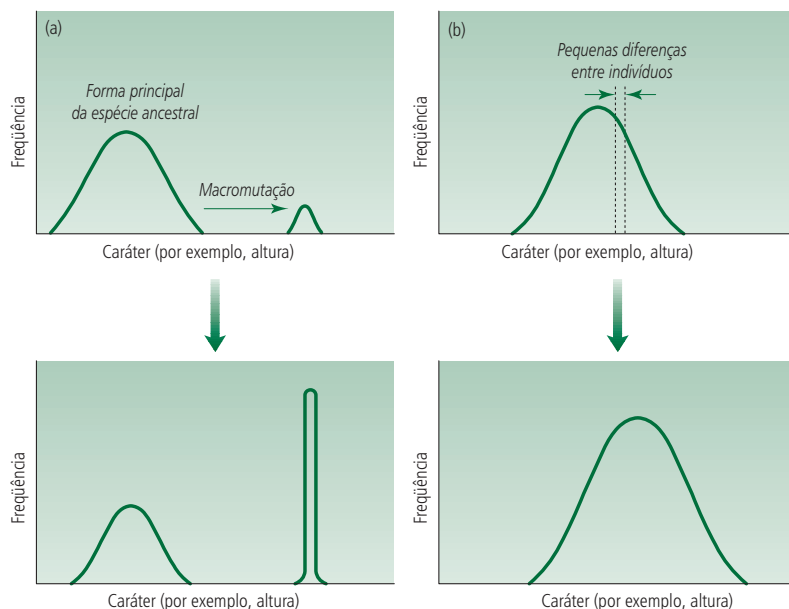 (a)
Forma principal
da espécie ancestral
Macromutação
Freqüência
Caráter (por exemplo, altura)
(b)
Pequenas diferenças
entre indivíduos
Freqüência
Caráter (por exemplo, altura)
Freqüência
Caráter (por exemplo, altura)
Freqüência
Caráter (por exemplo, altura)